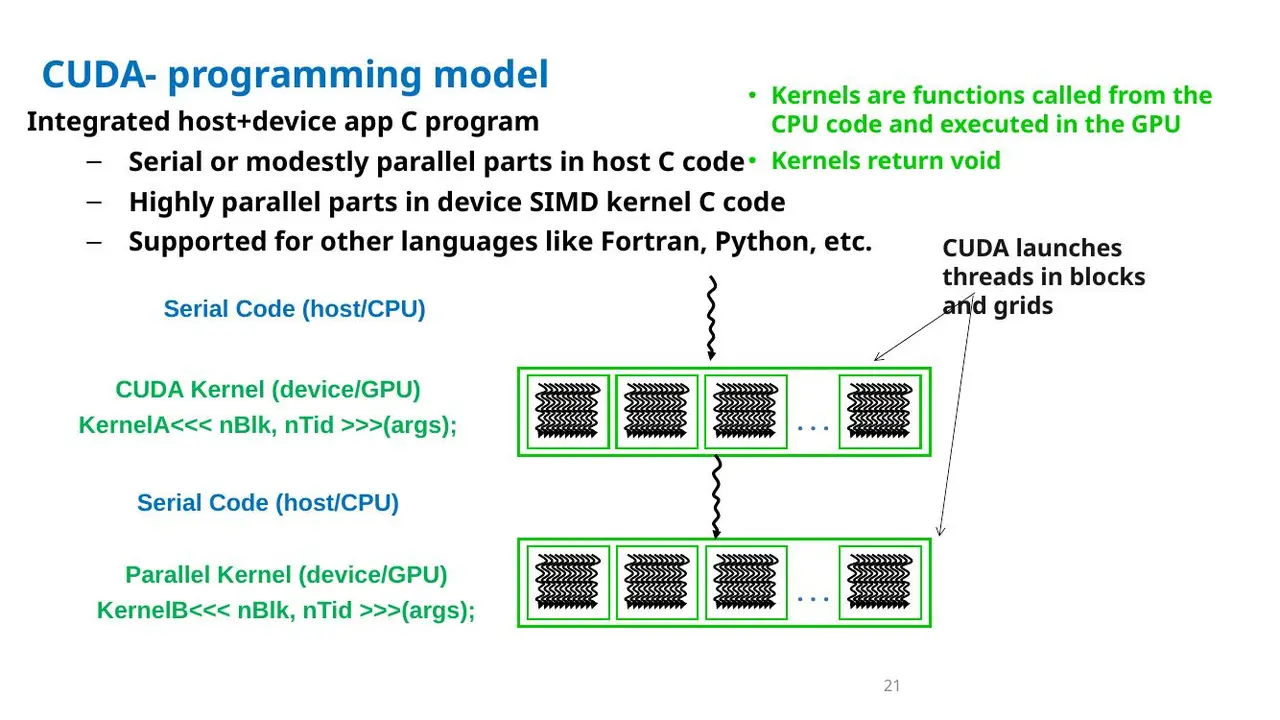 CUDA- programming model
Integrated host+device app C program
– Serial or modestly parallel parts in host C code
– Highly parallel parts in device SIMD kernel C code
– Supported for other languages like Fortran, Python, etc.
• Kernels are functions called from the
CPU code and executed in the GPU
• Kernels return void
CUDA launches
threads in blocks
and grids
Serial Code (host/CPU)
CUDA Kernel (device/GPU)
KernelA<<< nBlk, nTid >>>(args);
. . .
Serial Code (host/CPU)
Parallel Kernel (device/GPU)
KernelB<<< nBlk, nTid >>>(args);
. . .
21